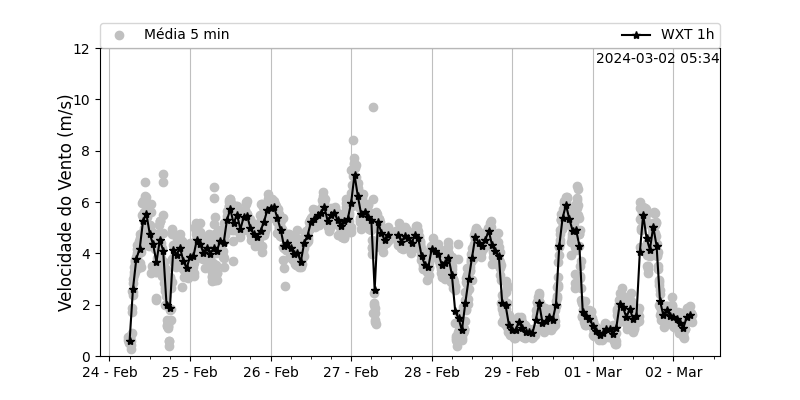 Média 5 min
WXT 1h
2024-03-02 05:34
Velocidade do Vento (m/s)
12
10
8
6
4
2
0
24 - Feb
25 - Feb
26 - Feb
27 - Feb
28 - Feb
29 - Feb
01 - Mar
02 - Mar